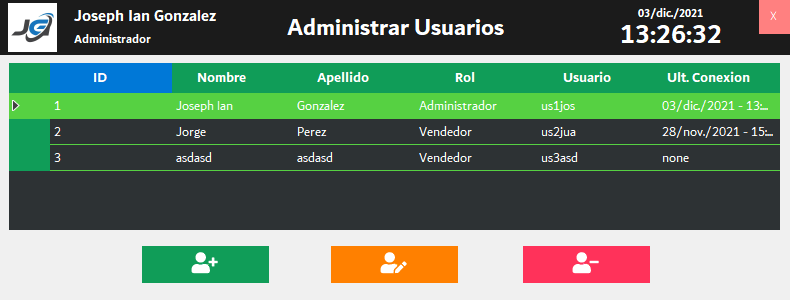 JG
Joseph Ian Gonzalez
Administrador
Administrar Usuarios
03/dic./2021
13:26:32
X
ID Nombre Apellido Rol Usuario Ult. Conexion
1 Joseph Ian Gonzalez Administrador us1jos 03/dic/2021 - 13:...
2 Jorge Perez Vendedor us2jua 28/nov./2021 - 15:...
3 asdasd asdasd Vendedor us3asd none